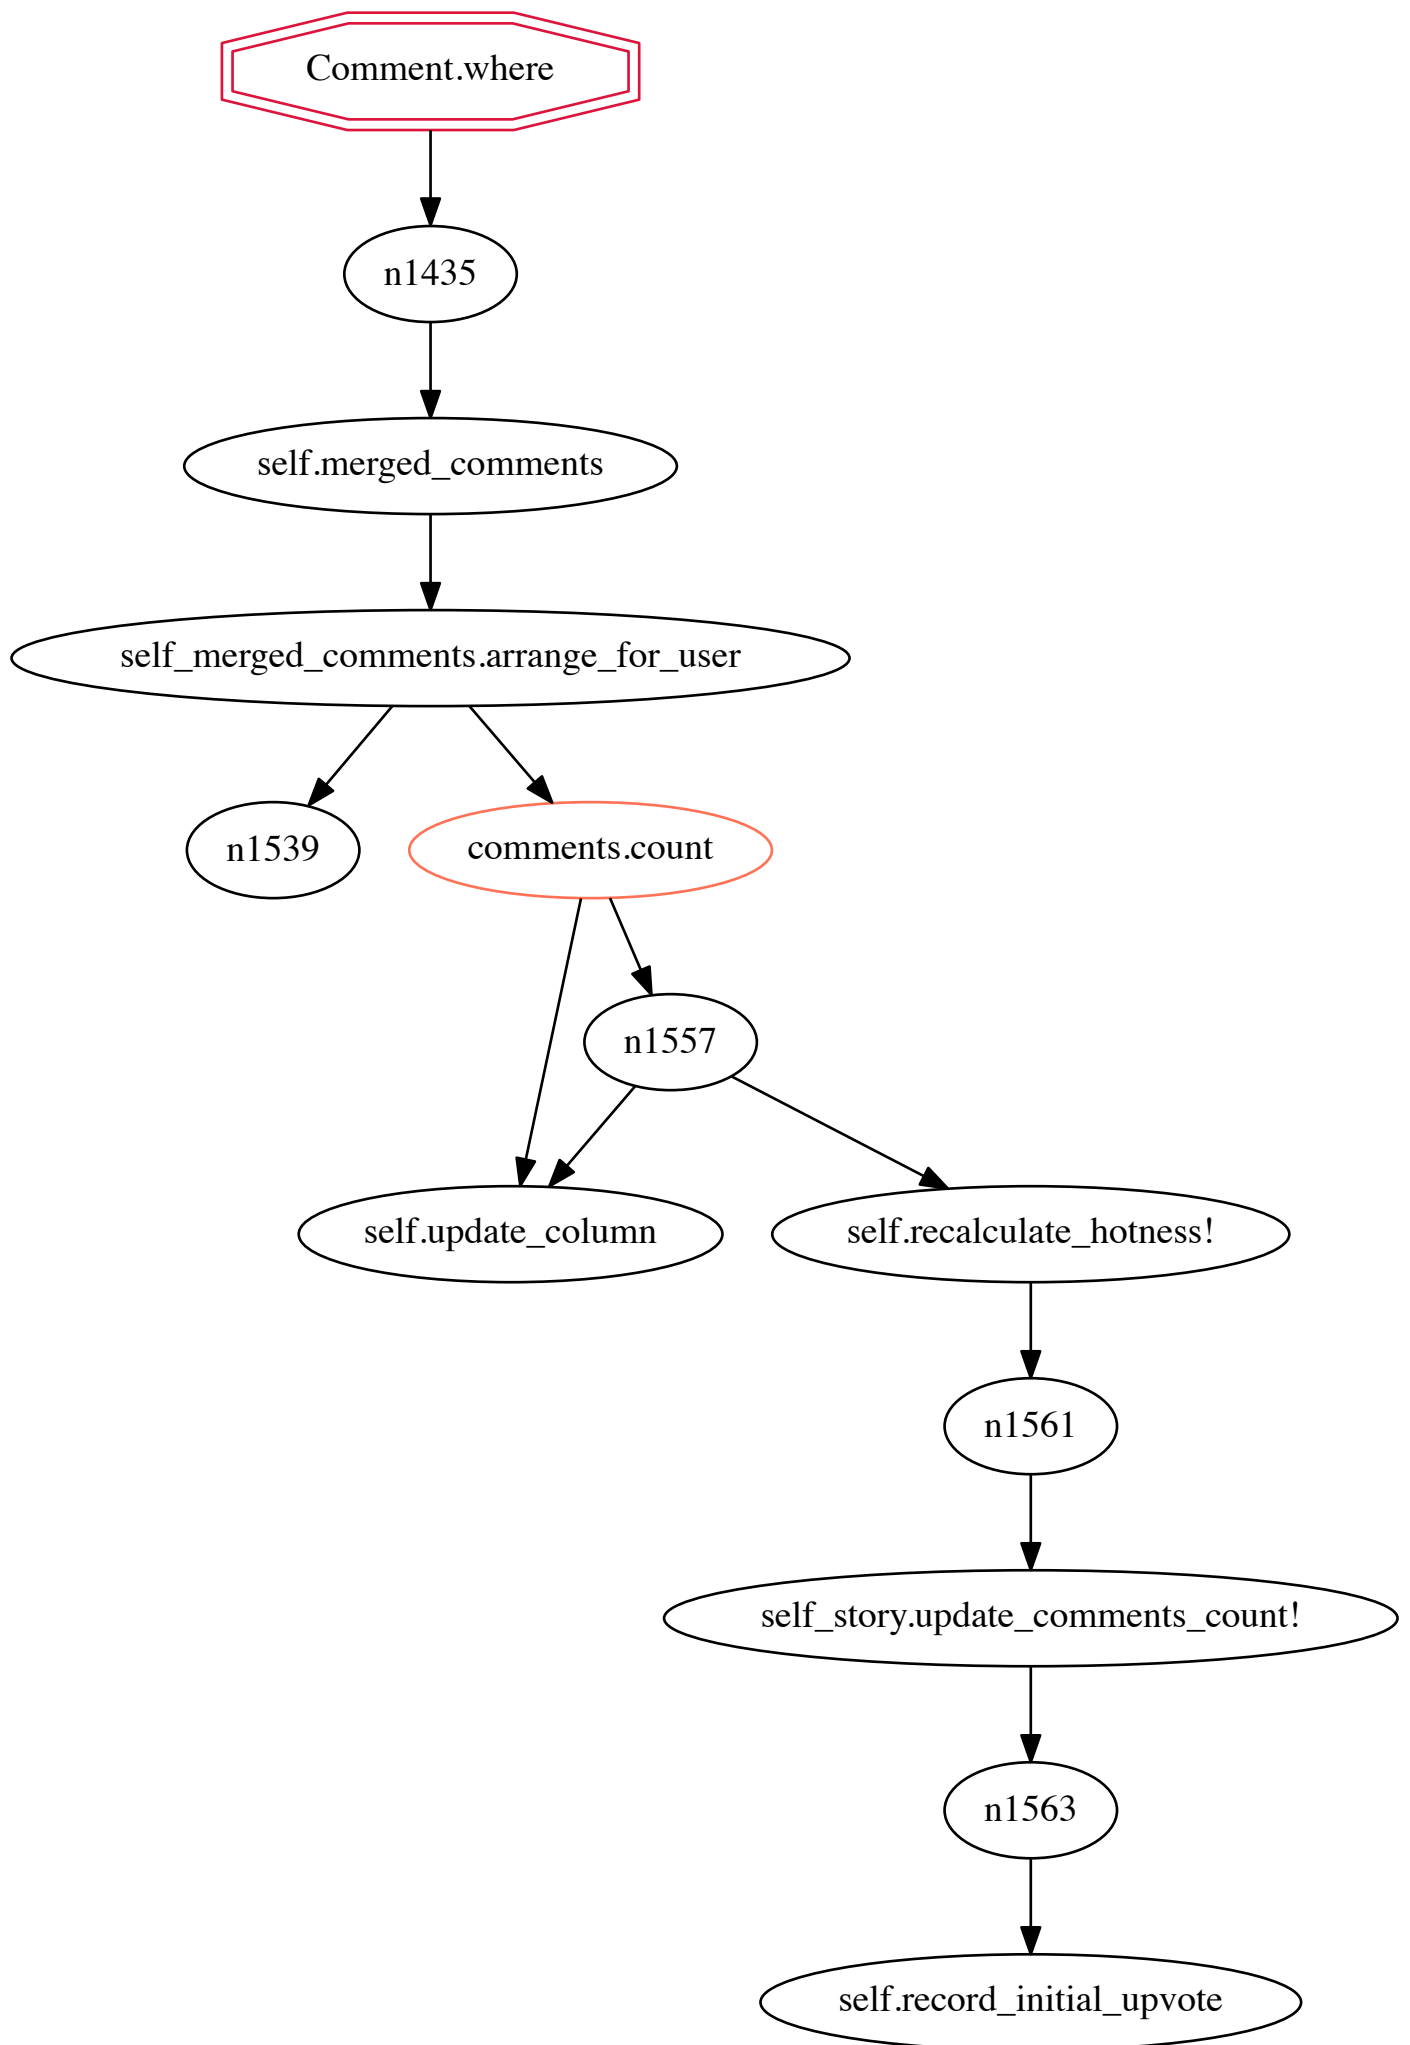 Comment.where
n1435
self.merged_comments
self_merged_comments.arrange_for_user
n1539
comments.count
n1557
self.update_column
self.recalculate_hotness!
n1561
self_story.update_comments_count!
n1563
self.record_initial_upvote